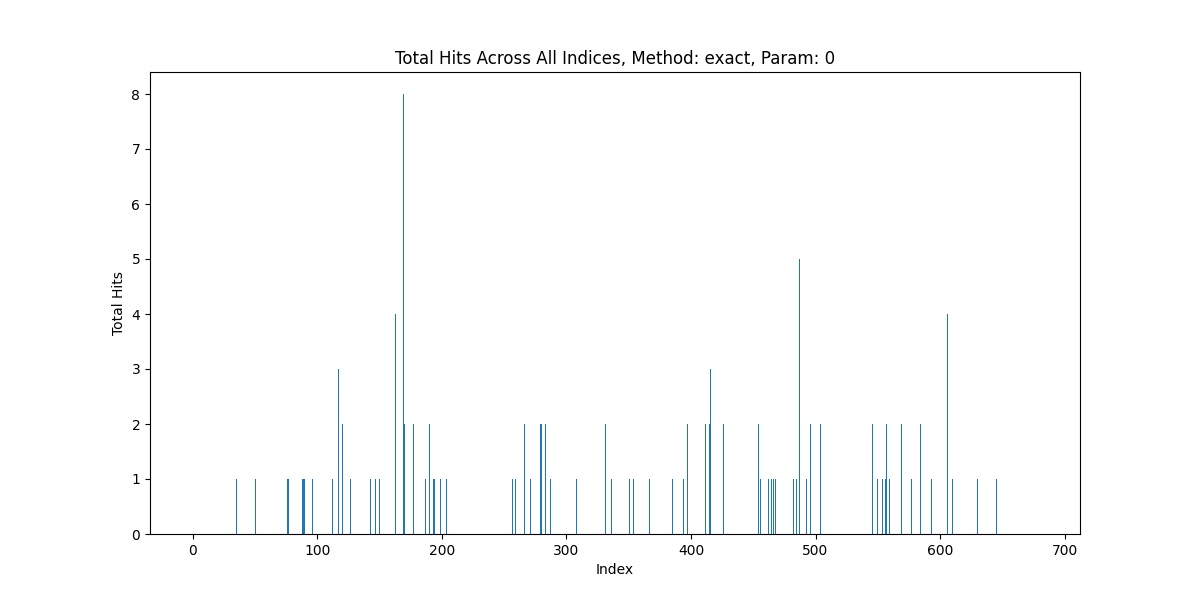 Total Hits Across All Indices, Method: exact, Param: 0
8
7
6
5
4
3
2
1
0
Total Hits
0 100 200 300 400 500 600 700
Index